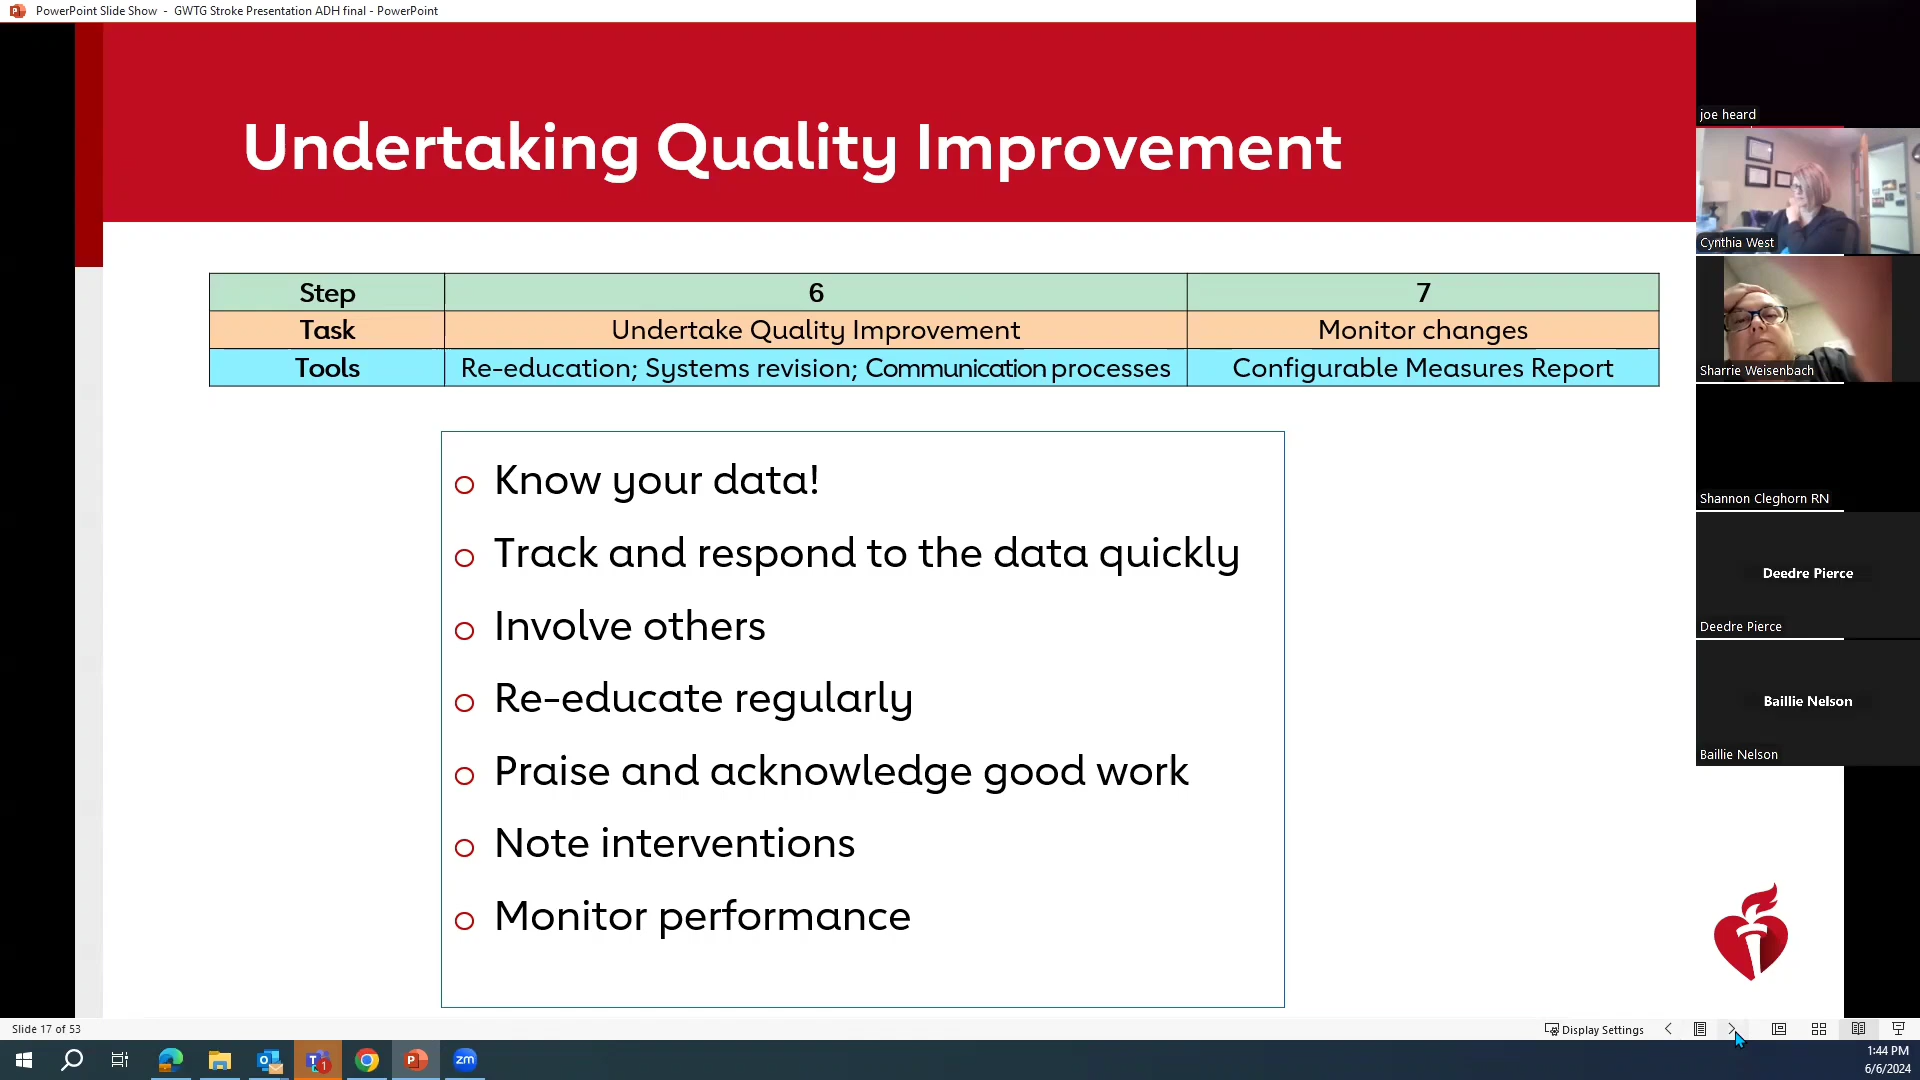 PowerPoint Slide Show - GWTG Stroke Presentation ADH final - PowerPoint
Undertaking Quality Improvement
Step 6 7
Task Undertake Quality Improvement Monitor changes
Tools Re-education; Systems revision; Communication processes Configurable Measures Report
Know your data!
Track and respond to the data quickly
Involve others
Re-educate regularly
Praise and acknowledge good work
Note interventions
Monitor performance
joe heard
Cynthia West
Sharrie Weisenbach
Shannon Cleghorn RN
Deedre Pierce
Deedre Pierce
Baillie Nelson
Baillie Nelson
Slide 17 of 53
Display Settings
1
zm
1:44 PM
6/6/2024